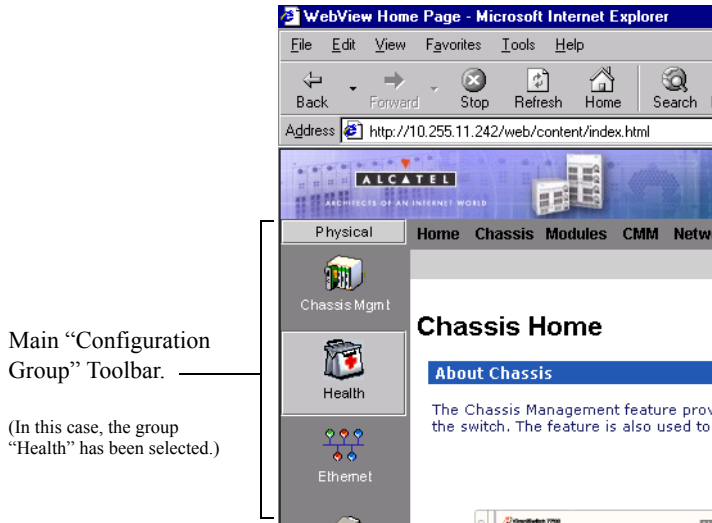 WebView Home Page - Microsoft Internet Explorer
File Edit View Favorites Tools Help
Back Forward Stop Refresh Home Search
Address http://10.255.11.242/web/content/index.html
ALCATEL
ARCHITECTS OF AN INTERNET WORLD
Physical Home Chassis Modules CMM Netw
Chassis Mgmt
Chassis Home
Main “Configuration
Group” Toolbar.
Health
About Chassis
The Chassis Management feature prov
the switch. The feature is also used to
(In this case, the group
“Health” has been selected.)
Ethernet